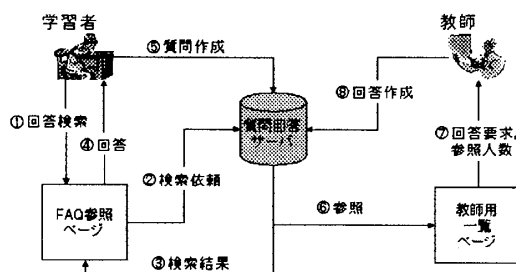 学習者
教師
⑤質問作成
⑧回答作成
①回答検索
④回答
質問回答
サーバ
⑦回答要求,
参照人数
②検索依頼
FAQ参照
ページ
⑥参照
教師用
一覧
ページ
③検索結果